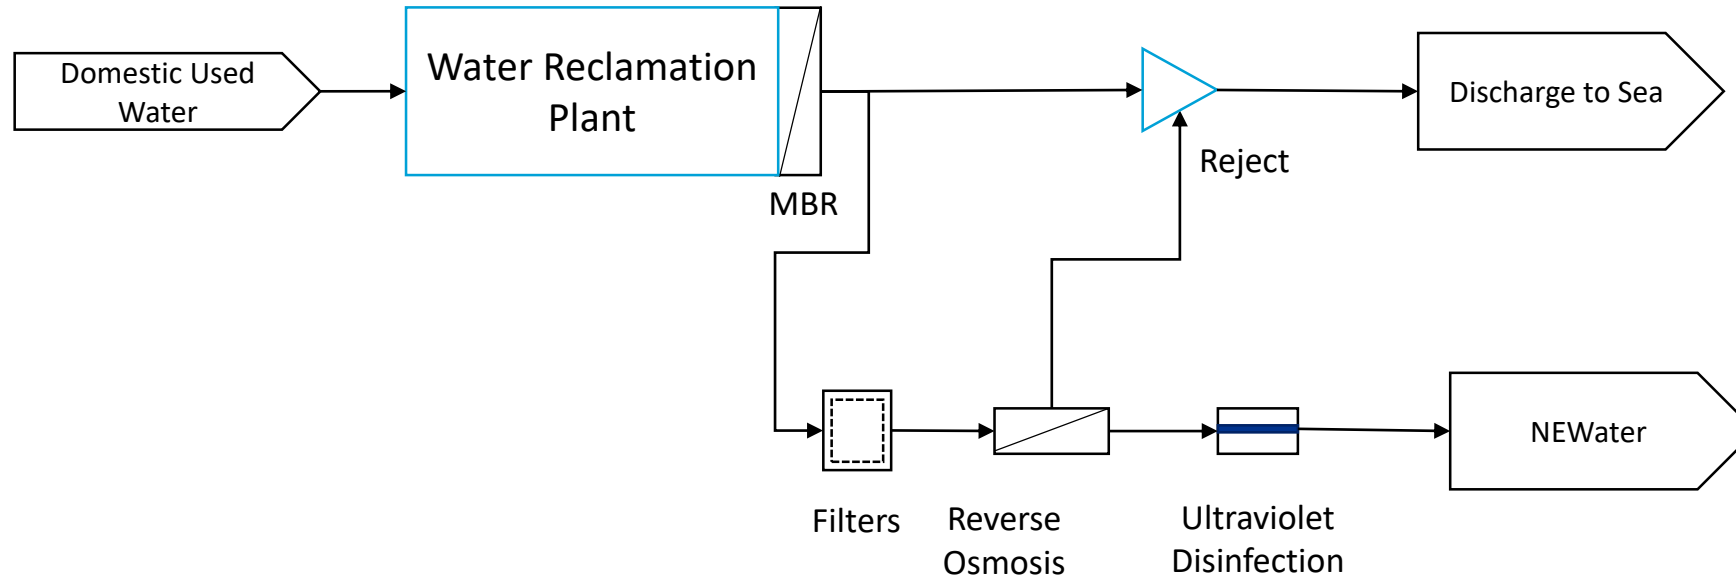 Domestic Used
Water
Water Reclamation
Plant
MBR
Reject
Discharge to Sea
Filters
Reverse
Osmosis
Ultraviolet
Disinfection
NEWater